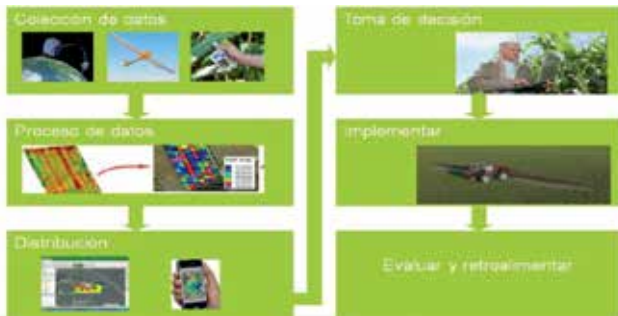 Colección de datos
Proceso de datos
Distribución
Toma de decisión
Implementar
Evaluar y retroalimentar